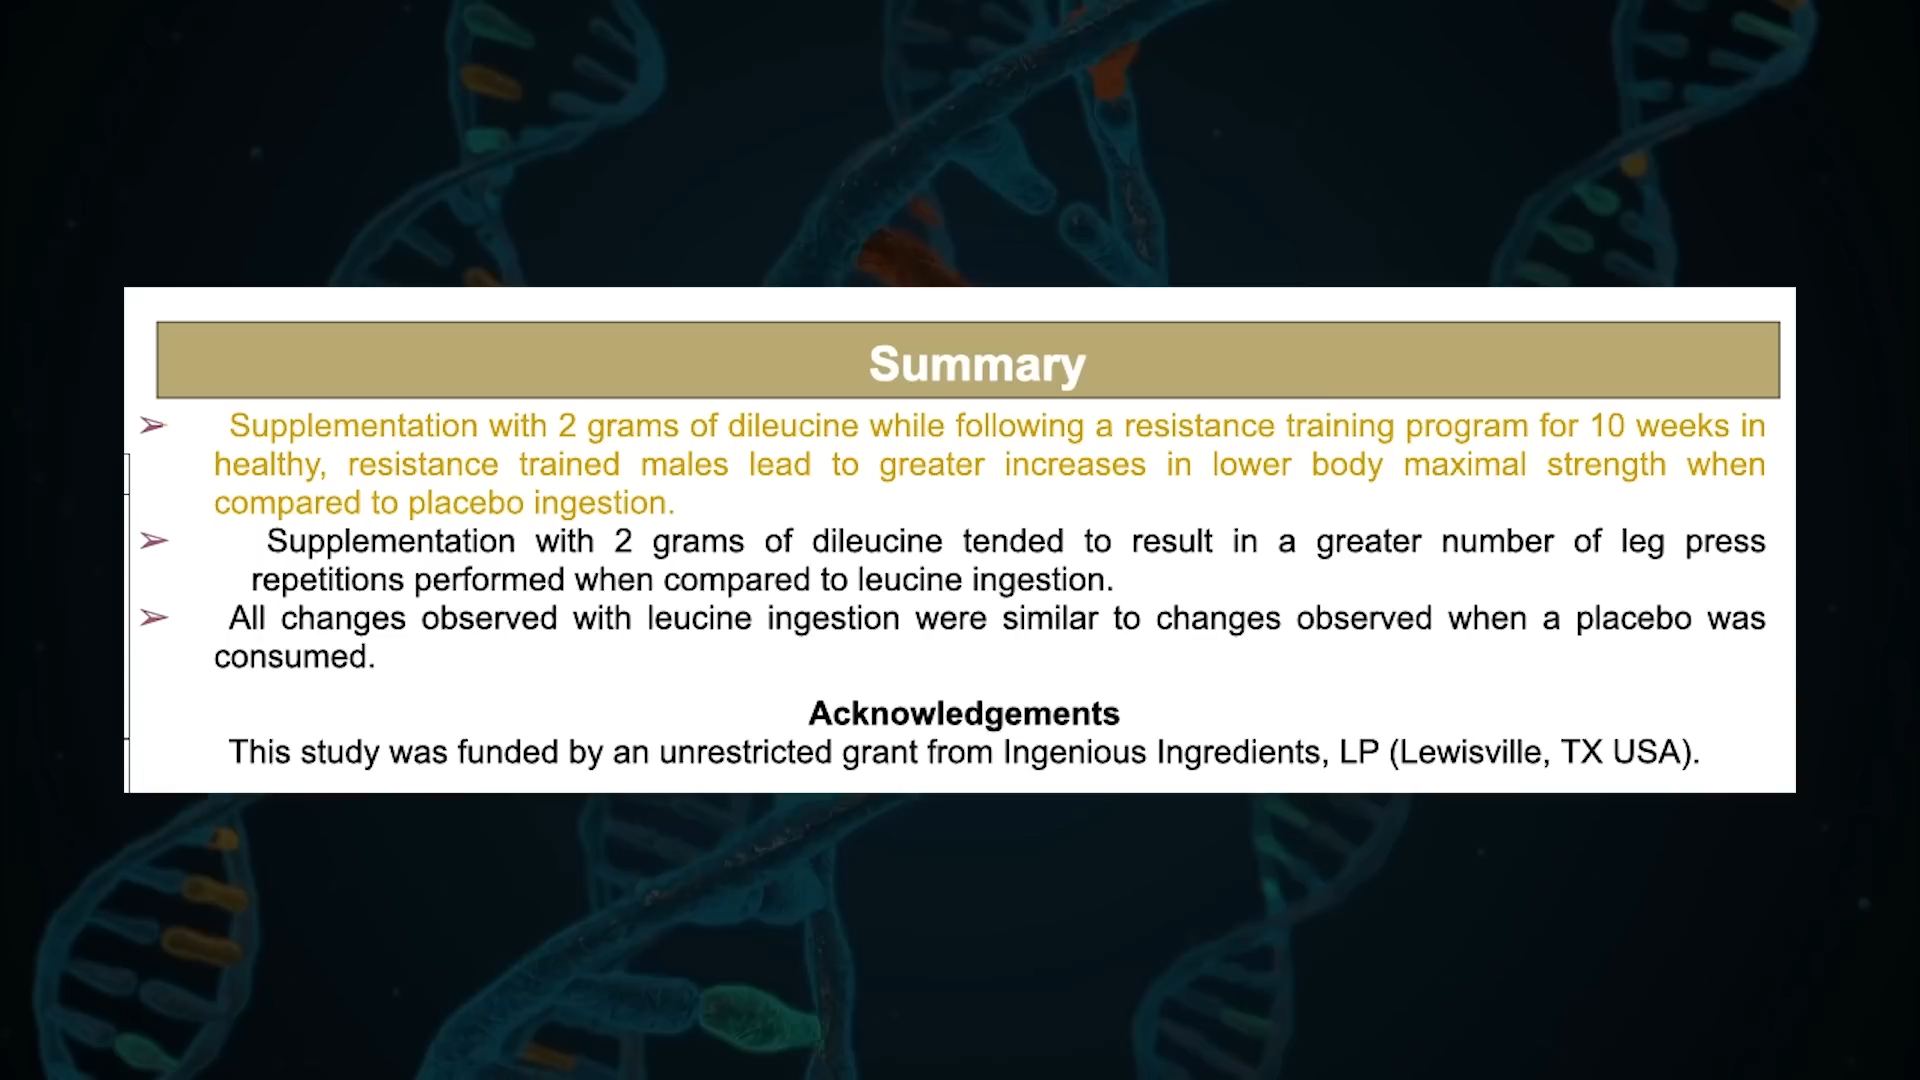 Summary
➢ Supplementation with 2 grams of dileucine while following a resistance training program for 10 weeks in
healthy, resistance trained males lead to greater increases in lower body maximal strength when
compared to placebo ingestion.
➢ Supplementation with 2 grams of dileucine tended to result in a greater number of leg press
repetitions performed when compared to leucine ingestion.
➢ All changes observed with leucine ingestion were similar to changes observed when a placebo was
consumed.
Acknowledgements
This study was funded by an unrestricted grant from Ingenious Ingredients, LP (Lewisville, TX USA).